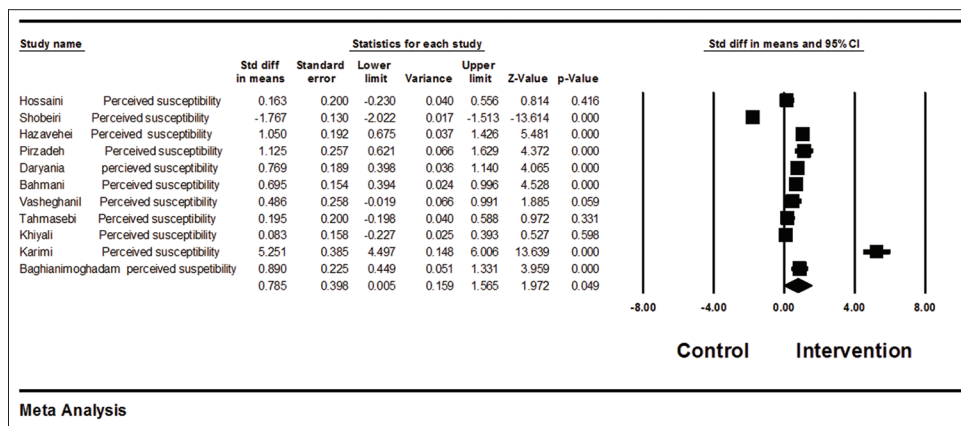 Study name Statistics for each study Std diff in means and 95% CI
Std diff Standard Lower Upper
in means error limit Variance limit Z-Value p-Value
Hossaini Perceived susceptibility 0.163 0.200 -0.230 0.040 0.556 0.814 0.416
Shobeiri Perceived susceptibility -1.767 0.130 -2.022 0.017 -1.513 -13.614 0.000
Hazavehei Perceived susceptibility 1.050 0.192 0.675 0.037 1.426 5.481 0.000
Pirzadeh Perceived susceptibility 1.125 0.257 0.621 0.066 1.629 4.372 0.000
Daryania percieved susceptibility 0.769 0.189 0.398 0.036 1.140 4.065 0.000
Bahmani Perceived susceptibility 0.695 0.154 0.394 0.024 0.996 4.528 0.000
Vasheghanil Perceived susceptibility 0.486 0.258 -0.019 0.066 0.991 1.885 0.059
Tahmasebi Perceived susceptibility 0.195 0.200 -0.198 0.040 0.588 0.972 0.331
Khiyali Perceived susceptibility 0.083 0.158 -0.227 0.025 0.393 0.527 0.598
Karimi Perceived susceptibility 5.251 0.385 4.497 0.148 6.006 13.639 0.000
Baghianimoghadam perceived suspetibility 0.890 0.225 0.449 0.051 1.331 3.959 0.000
0.785 0.398 0.005 0.159 1.565 1.972 0.049
-8.00 -4.00 0.00 4.00 8.00
Control Intervention
Meta Analysis